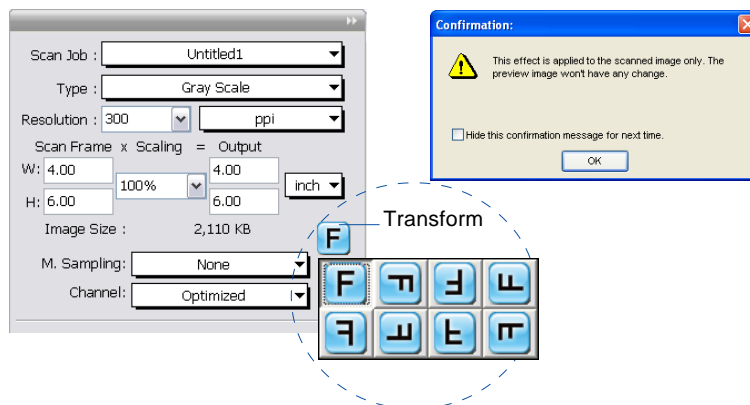 Scan Job : Untitled1
Type : Gray Scale
Resolution : 300 ppi
Scan Frame x Scaling = Output
W: 4.00 100% 4.00 inch
H: 6.00 6.00
Image Size : 2,110 KB
M. Sampling: None
Channel: Optimized
Confirmation:
This effect is applied to the scanned image only. The
preview image won't have any change.
Hide this confirmation message for next time.
OK
Transform
F
F F F F
F F F F